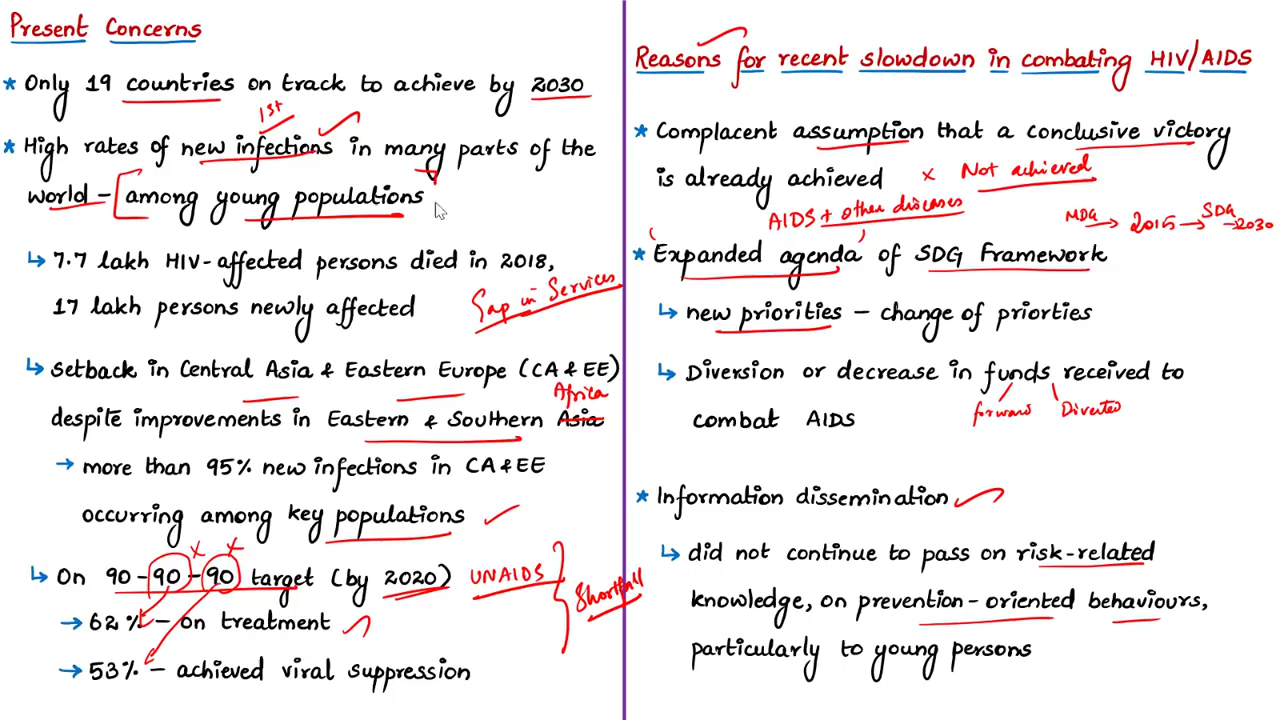 Present Concerns
* Only 19 countries on track to achieve by 2030
1st
* High rates of new infections in many parts of the
world - among young populations
↳ 7.7 lakh HIV-affected persons died in 2018,
17 lakh persons newly affected
Gap in Services
↳ Setback in Central Asia & Eastern Europe (CA & EE)
Africa
despite improvements in Eastern & Southern Asia
→ more than 95% new infections in CA & EE
occurring among key populations
↳ On 90-90-90 target (by 2020) UNAIDS
Shortfall
→ 62% - on treatment
→ 53% - achieved viral suppression
Reasons for recent slowdown in combating HIV/AIDS
* Complacent assumption that a conclusive victory
is already achieved x Not achieved
AIDS + other diseases
MDG → 2015 → SDG → 2030
* (Expanded agenda) of SDG Framework
↳ new priorities - change of priorties
↳ Diversion or decrease in funds received to
forward Diverted
combat AIDS
* Information dissemination
↳ did not continue to pass on risk-related
knowledge, on prevention-oriented behaviours,
particularly to young persons